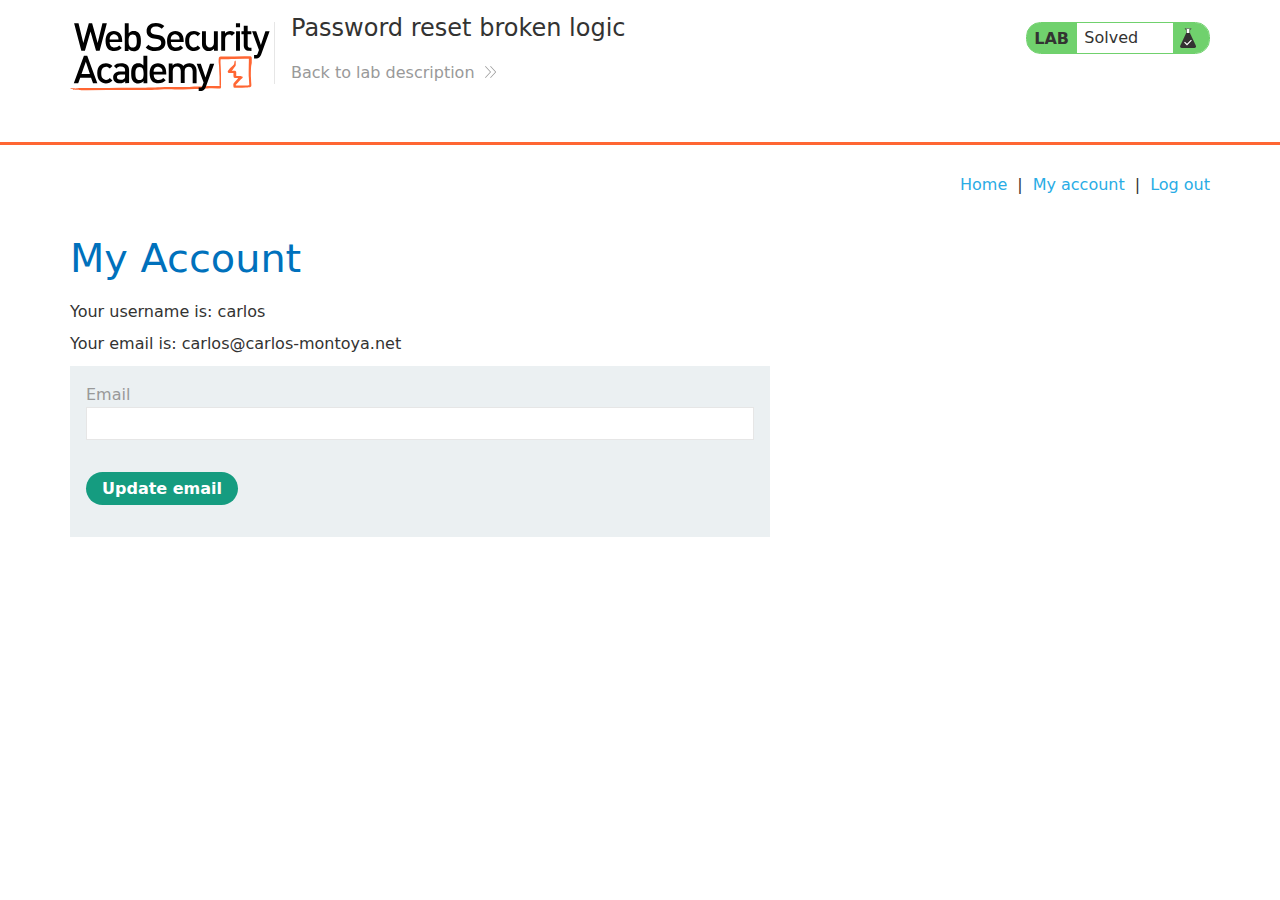 Web Security
Academy
Password reset broken logic
Back to lab description
LAB Solved
Home | My account | Log out
My Account
Your username is: carlos
Your email is: carlos@carlos-montoya.net
Email
Update email